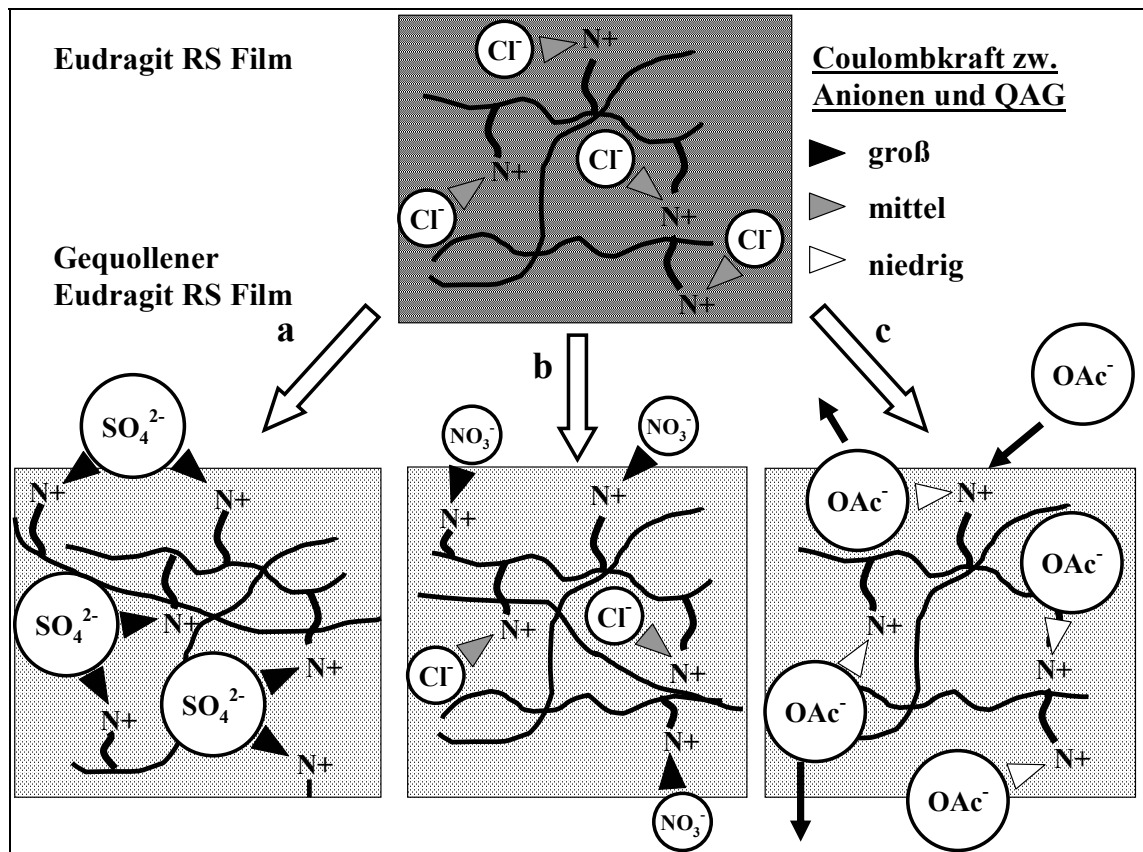 Eudragit RS Film
Coulombkraft zw.
Anionen und QAG
groß
mittel
niedrig
Cl⁻
N+
Cl⁻
N+
Cl⁻
N+
Cl⁻
N+
Gequollener
Eudragit RS Film
a
b
c
SO₄²⁻
N+
N+
SO₄²⁻
N+
SO₄²⁻
N+
N+
N+
NO₃⁻
NO₃⁻
N+
N+
Cl⁻
N+
Cl⁻
N+
N+
NO₃⁻
OAc⁻
OAc⁻
N+
OAc⁻
N+
N+
OAc⁻
N+
OAc⁻